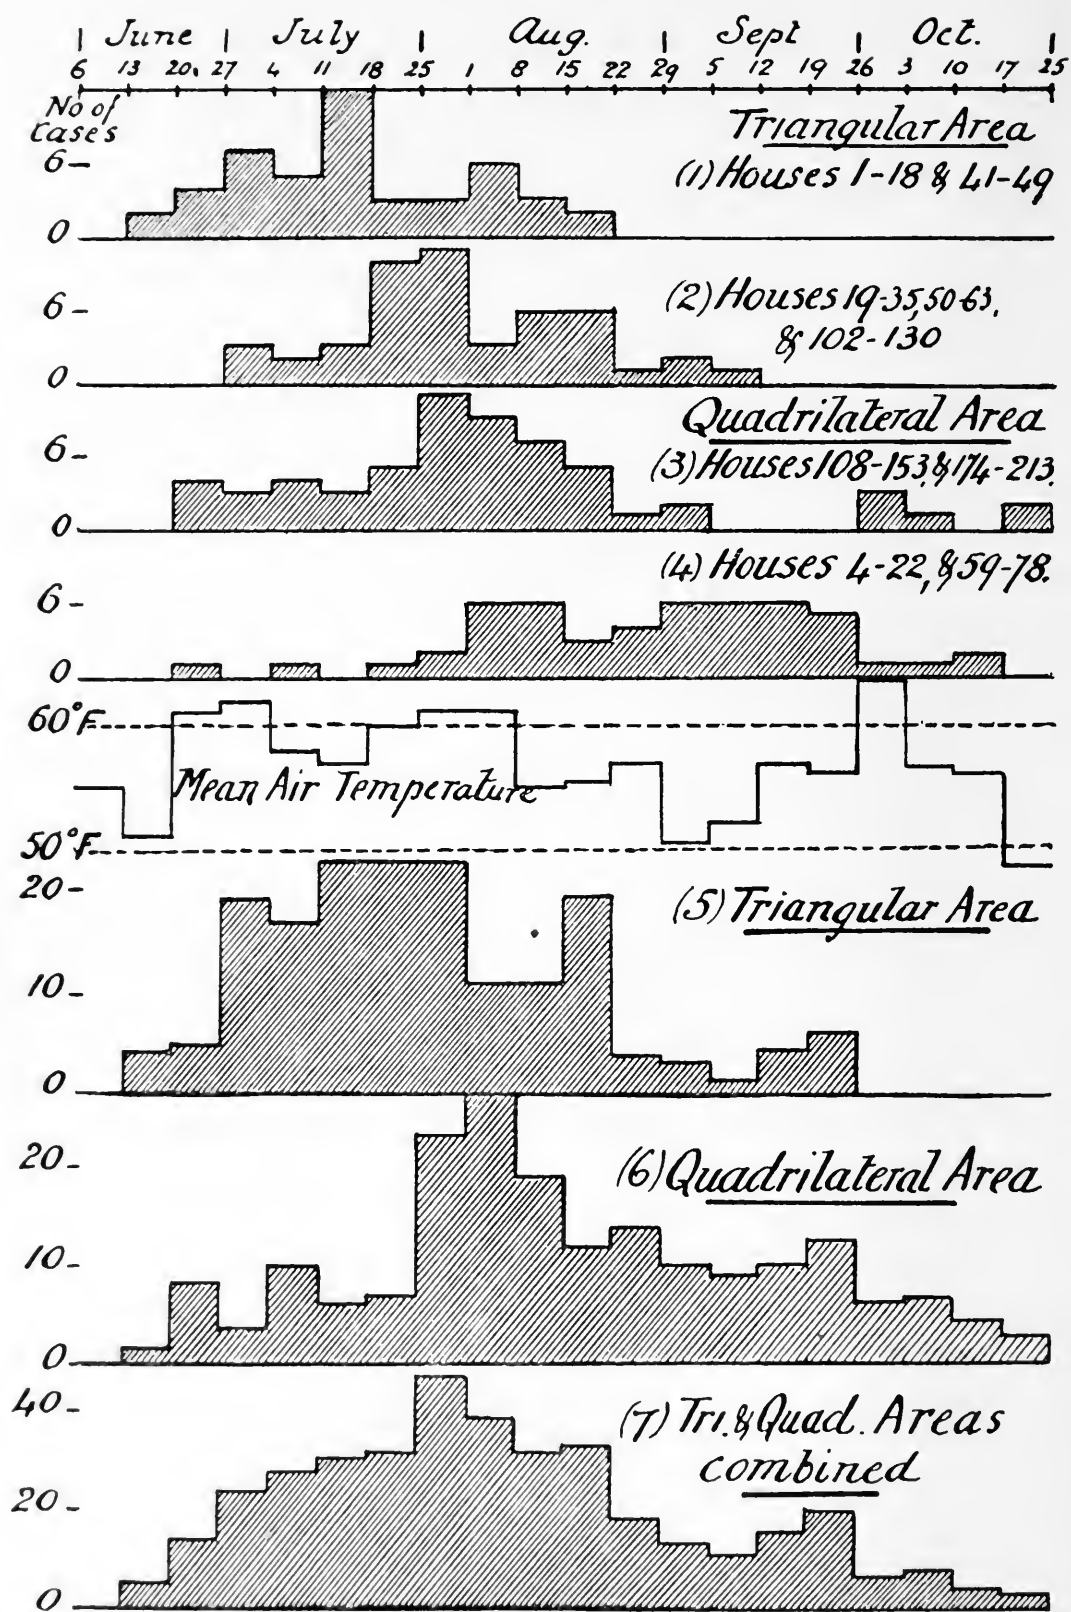 | June | July | Aug. | Sept | Oct. |
6 13 20. 27 4 11 18 25 1 8 15 22 29 5 12 19 26 3 10 17 25
No of
Cases
Triangular Area
6
(1) Houses 1-18 & 41-49
0
(2) Houses 19-35, 50-63,
6
& 102-130
0
Quadrilateral Area
6
(3) Houses 108-153, & 174-213.
0
(4) Houses 4-22, & 59-78.
6
0
60°F
Mean Air Temperature
50°F
20
(5) Triangular Area
10
0
20
(6) Quadrilateral Area
10
0
40
(7) Tri. & Quad. Areas
combined
20
0